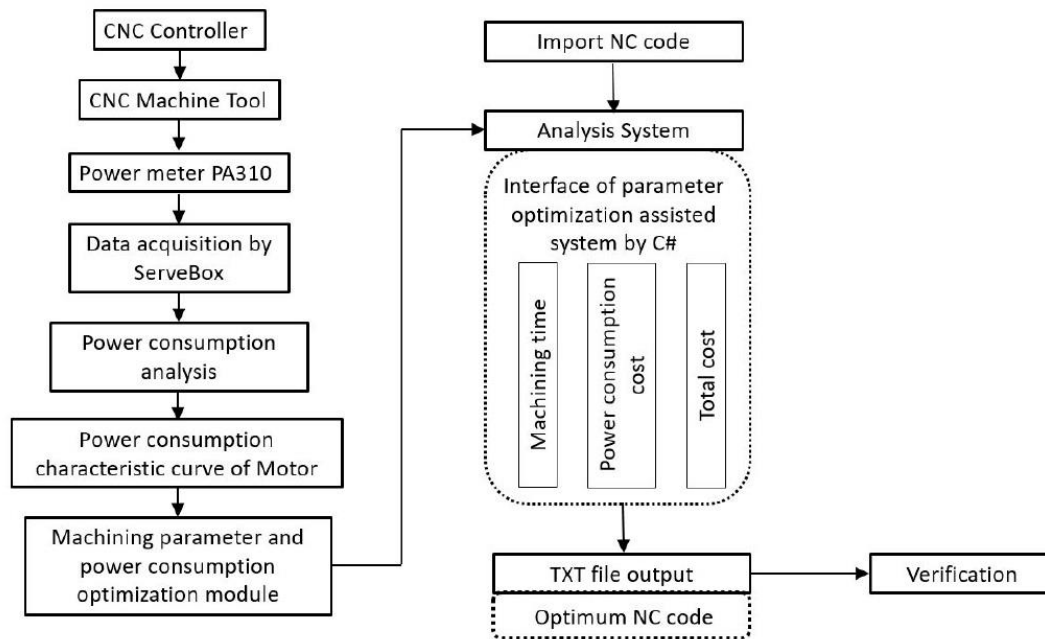 CNC Controller
CNC Machine Tool
Power meter PA310
Data acquisition by
ServeBox
Power consumption
analysis
Power consumption
characteristic curve of Motor
Machining parameter and
power consumption
optimization module
Import NC code
Analysis System
Interface of parameter
optimization assisted
system by C#
Machining time
Power consumption
cost
Total cost
TXT file output
Optimum NC code
Verification